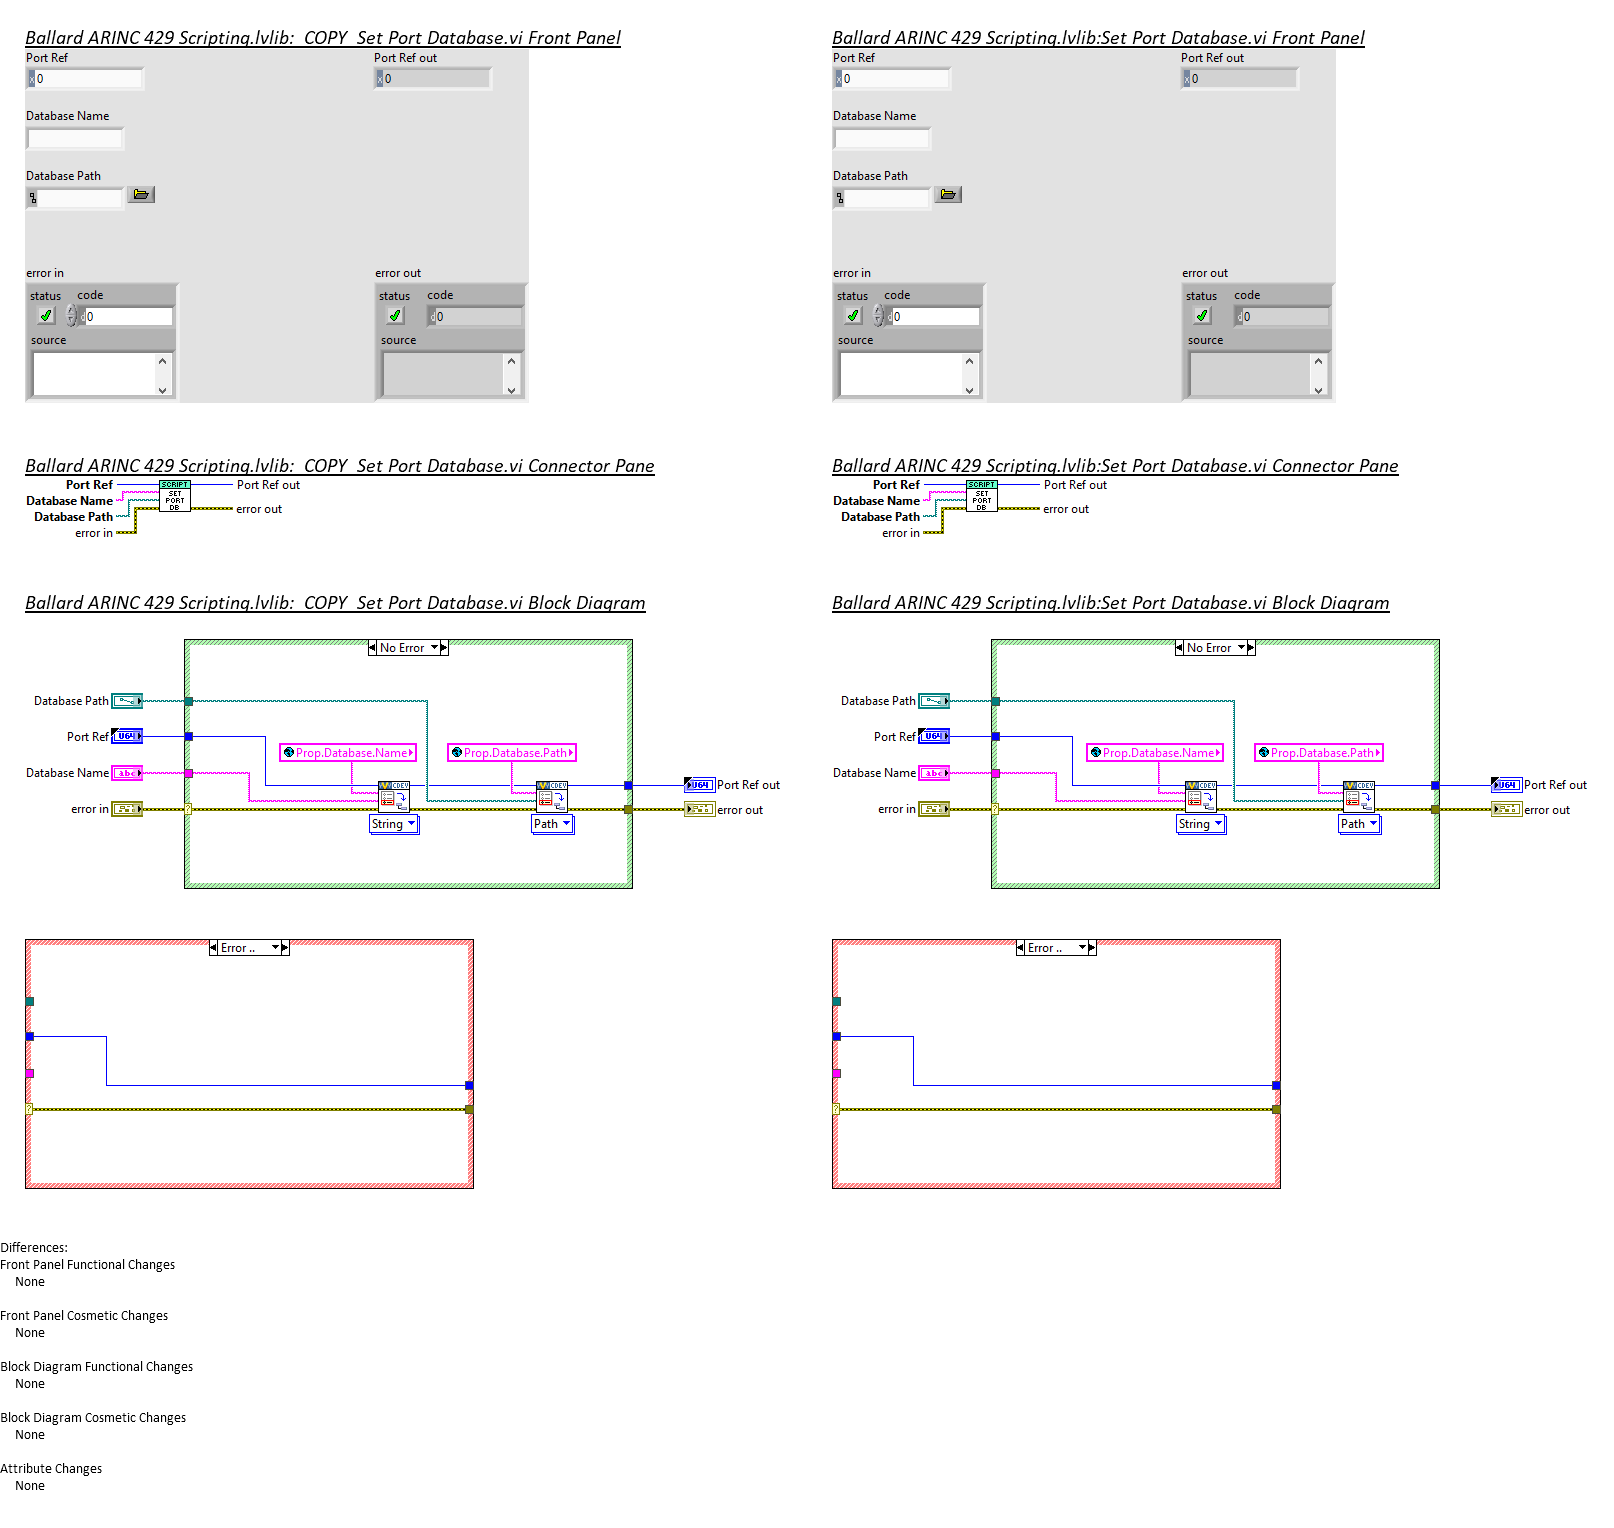 Ballard ARINC 429 Scripting.lvlib:_COPY_Set Port Database.vi Front Panel
Port Ref
Port Ref out
x 0
x 0
Database Name
Database Path
error in
error out
status
code
status
code
d 0
d 0
source
source
Ballard ARINC 429 Scripting.lvlib:Set Port Database.vi Front Panel
Port Ref
Port Ref out
x 0
x 0
Database Name
Database Path
error in
error out
status
code
status
code
d 0
d 0
source
source
Ballard ARINC 429 Scripting.lvlib:_COPY_Set Port Database.vi Connector Pane
Port Ref
Database Name
Database Path
error in
SCRIPT
SET
PORT
DB
Port Ref out
error out
Ballard ARINC 429 Scripting.lvlib:Set Port Database.vi Connector Pane
Port Ref
Database Name
Database Path
error in
SCRIPT
SET
PORT
DB
Port Ref out
error out
Ballard ARINC 429 Scripting.lvlib:_COPY_Set Port Database.vi Block Diagram
No Error
Database Path
Port Ref
U64
Prop.Database.Name
Prop.Database.Path
Database Name
abc
CDEV
CDEV
U64
Port Ref out
error in
?
error out
String
Path
Error ..
?
Ballard ARINC 429 Scripting.lvlib:Set Port Database.vi Block Diagram
No Error
Database Path
Port Ref
U64
Prop.Database.Name
Prop.Database.Path
Database Name
abc
CDEV
CDEV
U64
Port Ref out
error in
?
error out
String
Path
Error ..
?
Differences:
Front Panel Functional Changes
None
Front Panel Cosmetic Changes
None
Block Diagram Functional Changes
None
Block Diagram Cosmetic Changes
None
Attribute Changes
None